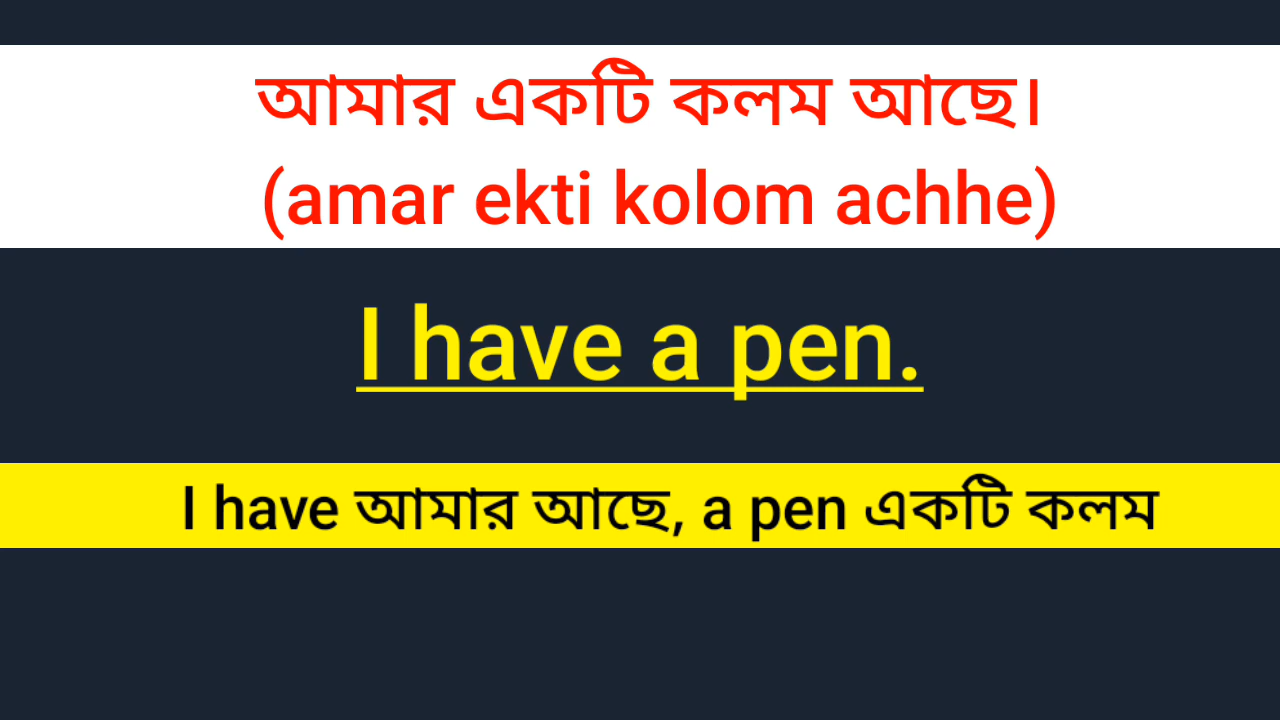 আমার একটি কলম আছে।
(amar ekti kolom achhe)
I have a pen.
I have আমার আছে, a pen একটি কলম